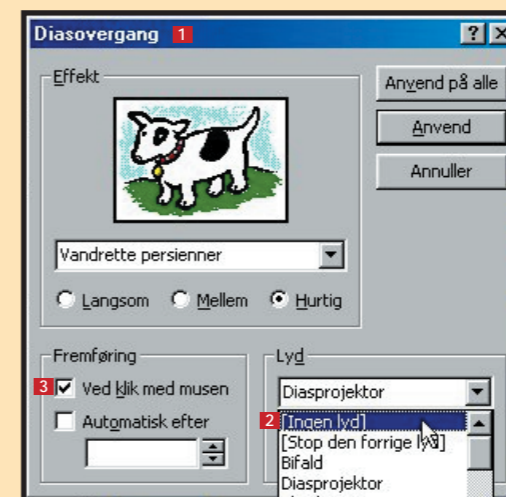 Diasovergang 1
Effekt
Anvend på alle
Anvend
Annuller
Vandrette persienner
Langsom Mellem Hurtig
Fremføring
3 Ved klik med musen
Automatisk efter
Lyd
Diasprojektor
2 [Ingen lyd]
[Stop den forrige lyd]
Bifald
Diasprojektor